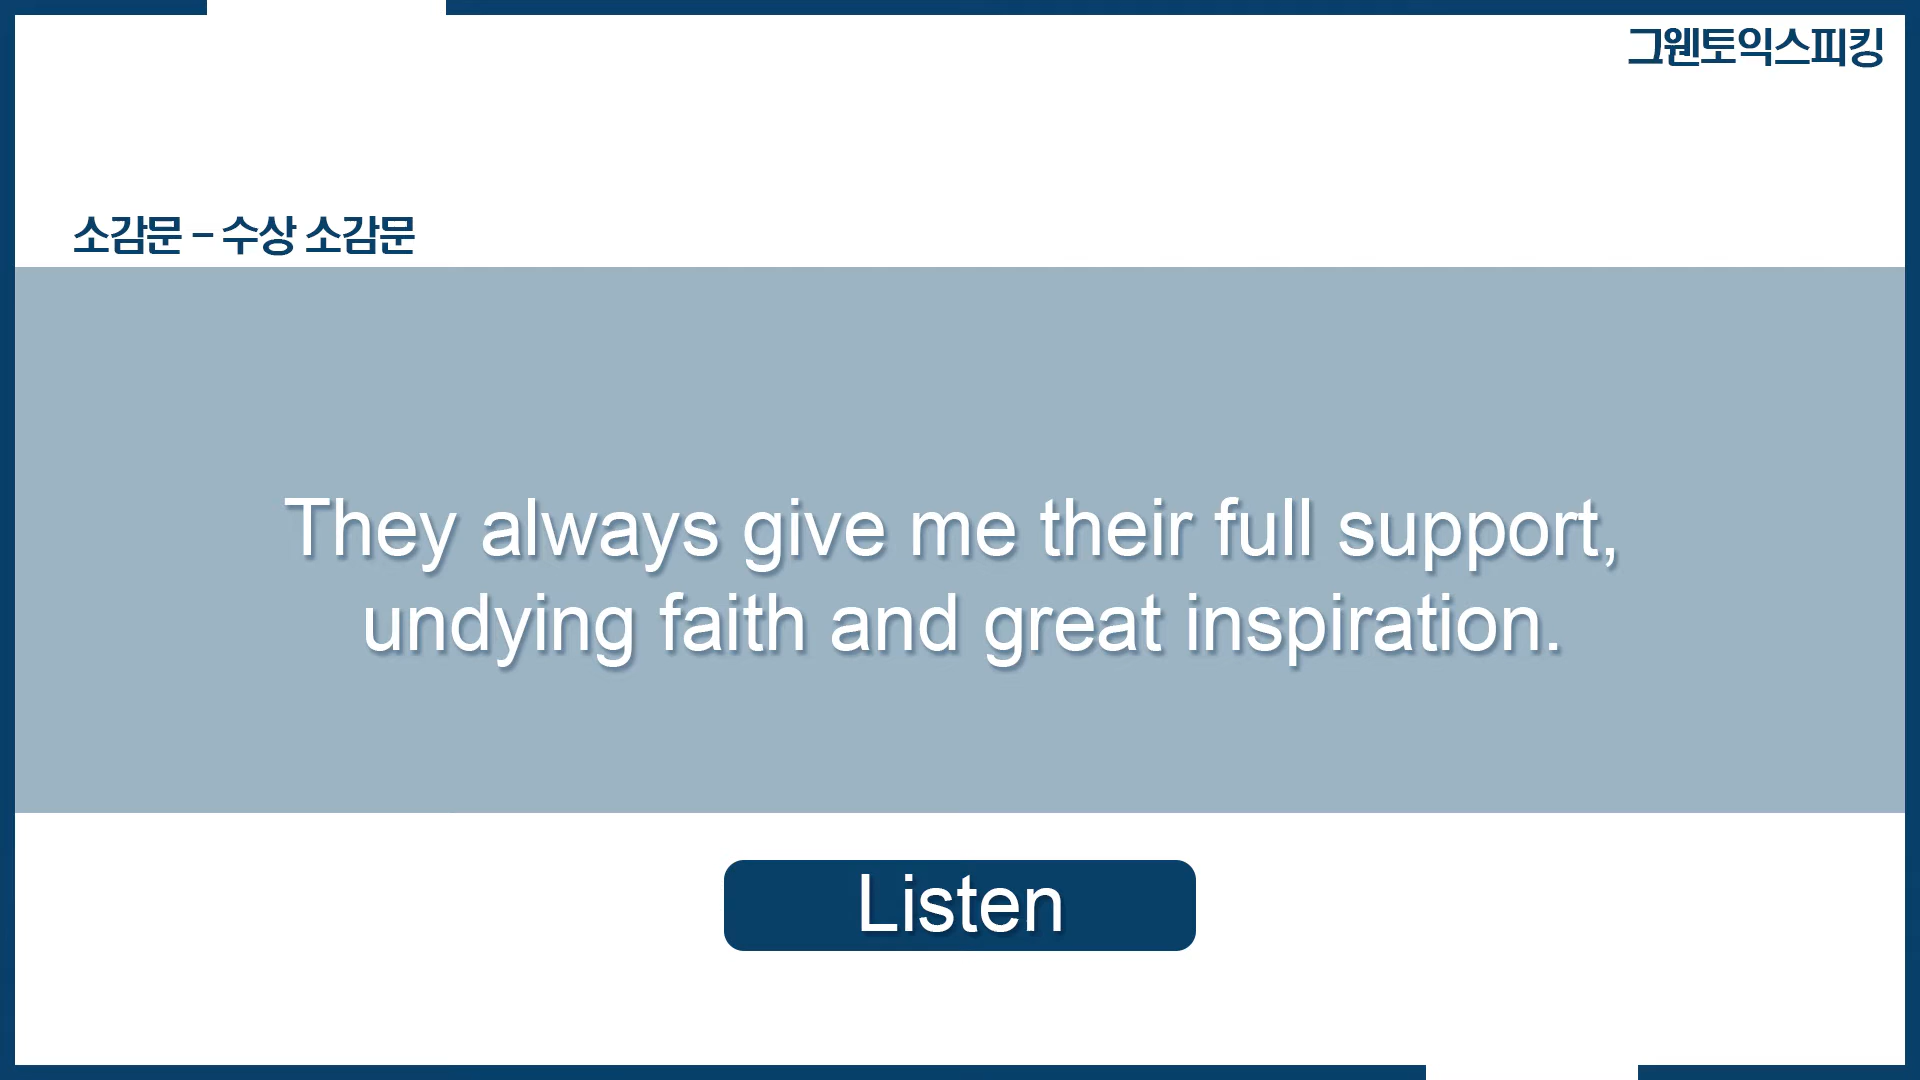 그웬토익스피킹
소감문 – 수상 소감문
They always give me their full support,
undying faith and great inspiration.
Listen